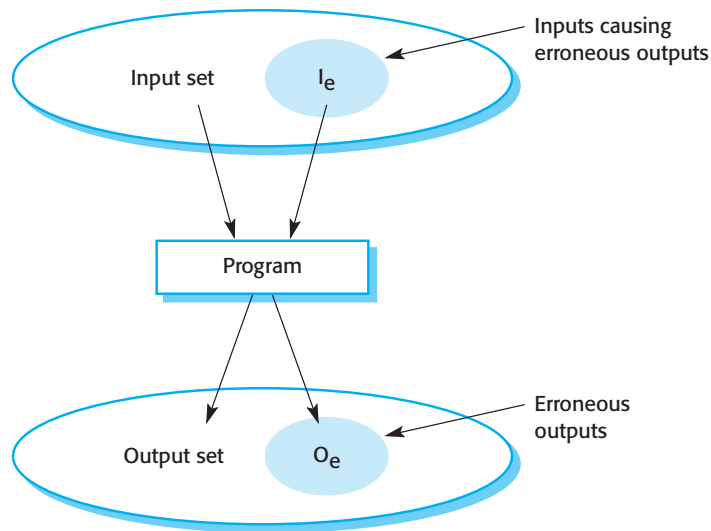 Inputs causing
erroneous outputs
Input set
Ie
Program
Erroneous
outputs
Output set
Oe